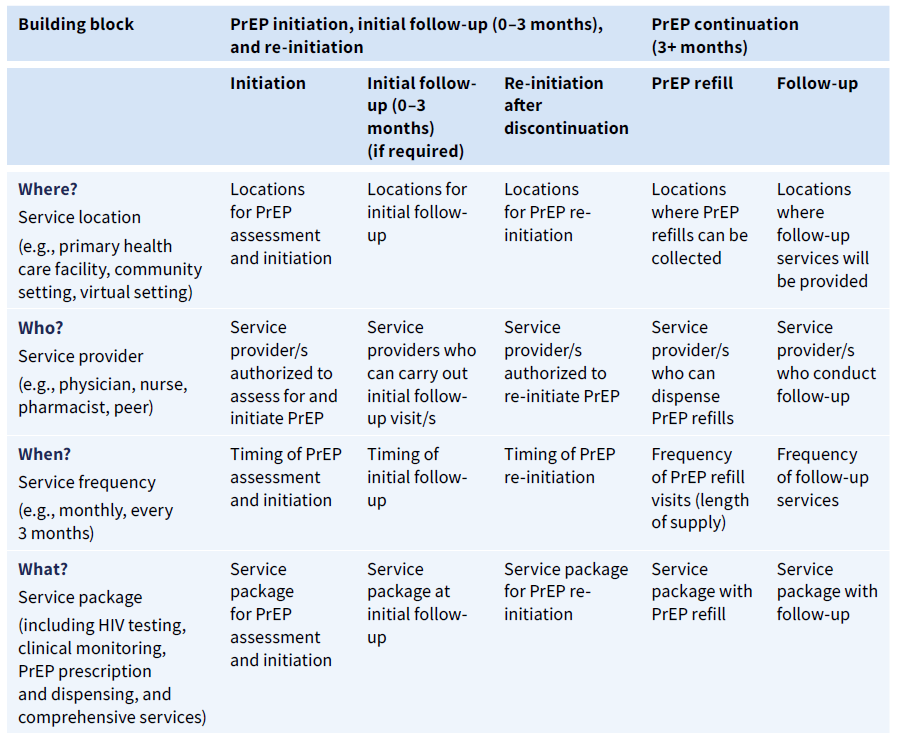 Building block
PrEP initiation, initial follow-up (0–3 months),
and re-initiation
PrEP continuation
(3+ months)
Initiation
Initial follow-
up (0–3
months)
(if required)
Re-initiation
after
discontinuation
PrEP refill
Follow-up
Where?
Service location
(e.g., primary health
care facility, community
setting, virtual setting)
Locations
for PrEP
assessment
and initiation
Locations for
initial follow-
up
Locations
for PrEP re-
initiation
Locations
where PrEP
refills can be
collected
Locations
where
follow-up
services will
be provided
Who?
Service provider
(e.g., physician, nurse,
pharmacist, peer)
Service
provider/s
authorized to
assess for and
initiate PrEP
Service
providers who
can carry out
initial follow-
up visit/s
Service
provider/s
authorized to
re-initiate PrEP
Service
provider/s
who can
dispense
PrEP refills
Service
provider/s
who conduct
follow-up
When?
Service frequency
(e.g., monthly, every
3 months)
Timing of PrEP
assessment
and initiation
Timing of
initial follow-
up
Timing of PrEP
re-initiation
Frequency
of PrEP refill
visits (length
of supply)
Frequency
of follow-up
services
What?
Service package
(including HIV testing,
clinical monitoring,
PrEP prescription
and dispensing, and
comprehensive services)
Service
package
for PrEP
assessment
and initiation
Service
package at
initial follow-
up
Service package
for PrEP re-
initiation
Service
package with
PrEP refill
Service
package with
follow-up